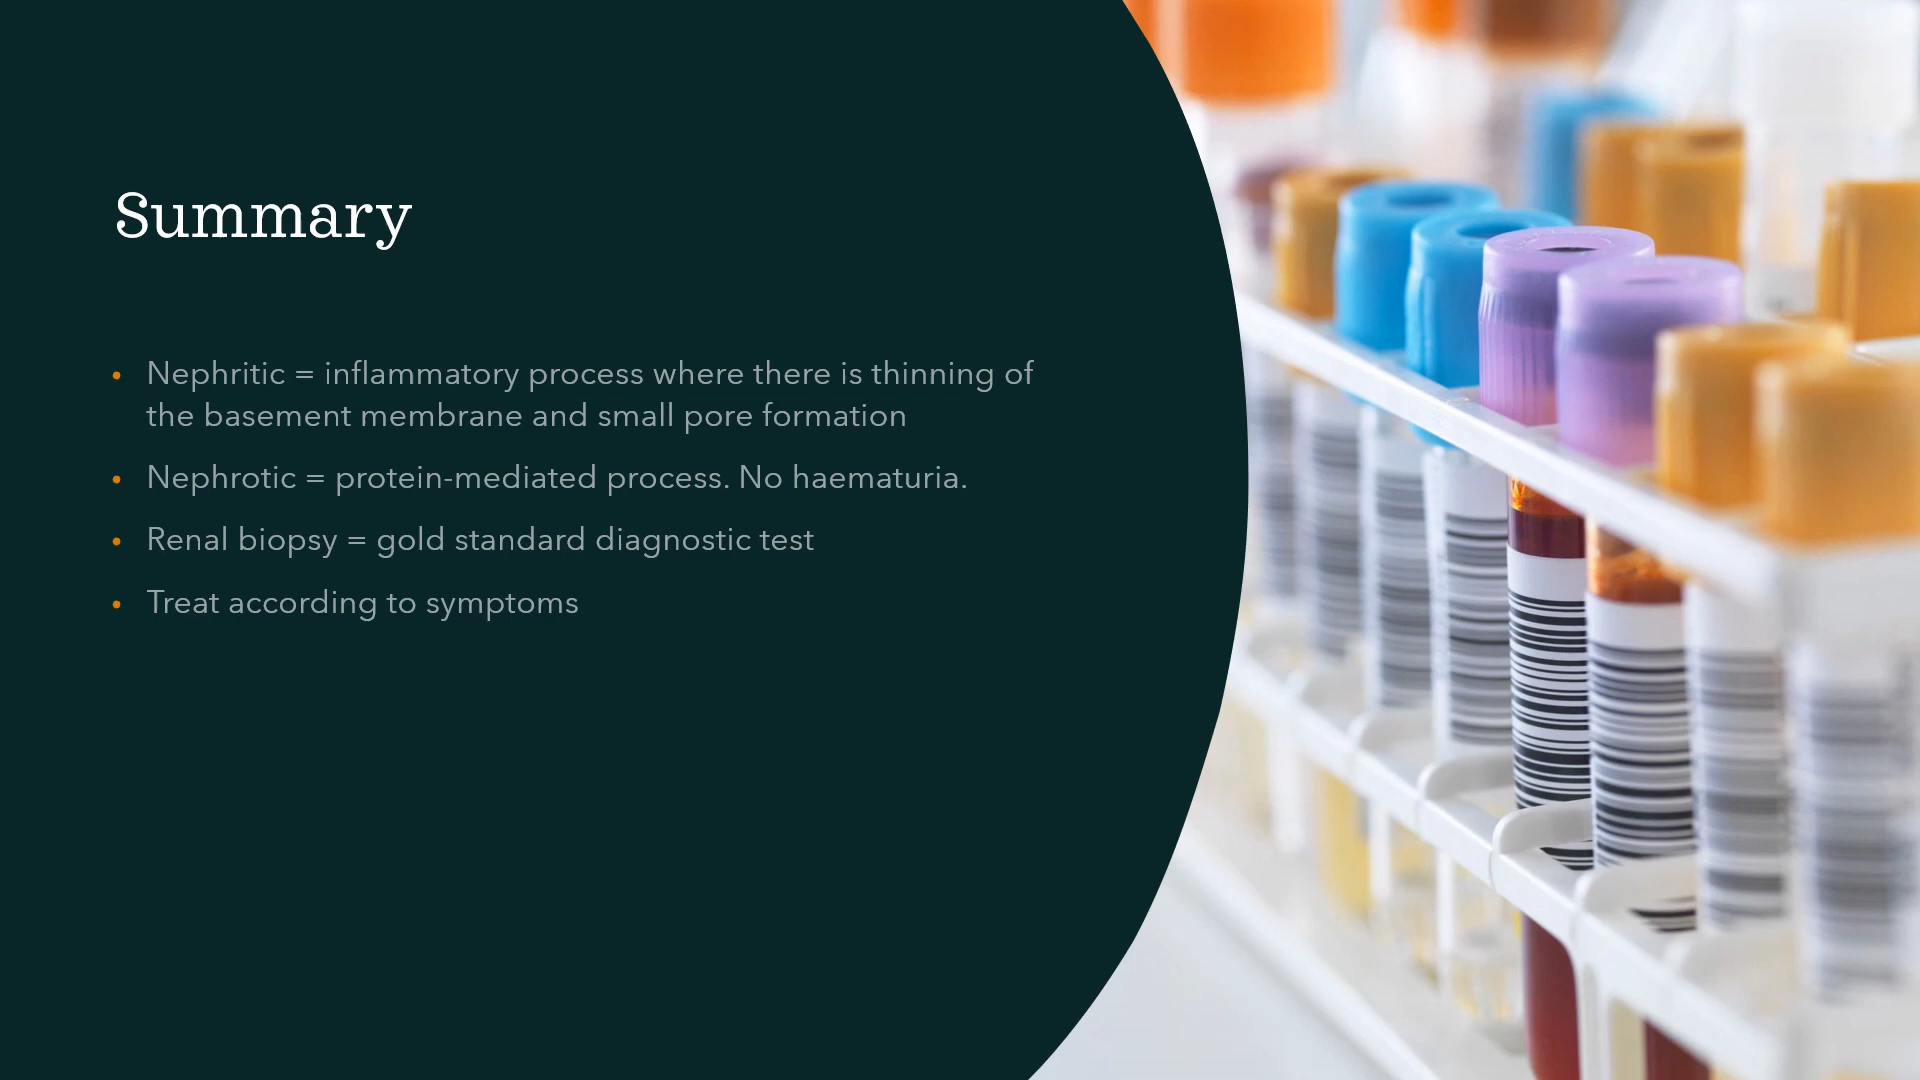 Summary
• Nephritic = inflammatory process where there is thinning of
the basement membrane and small pore formation
• Nephrotic = protein-mediated process. No haematuria.
• Renal biopsy = gold standard diagnostic test
• Treat according to symptoms